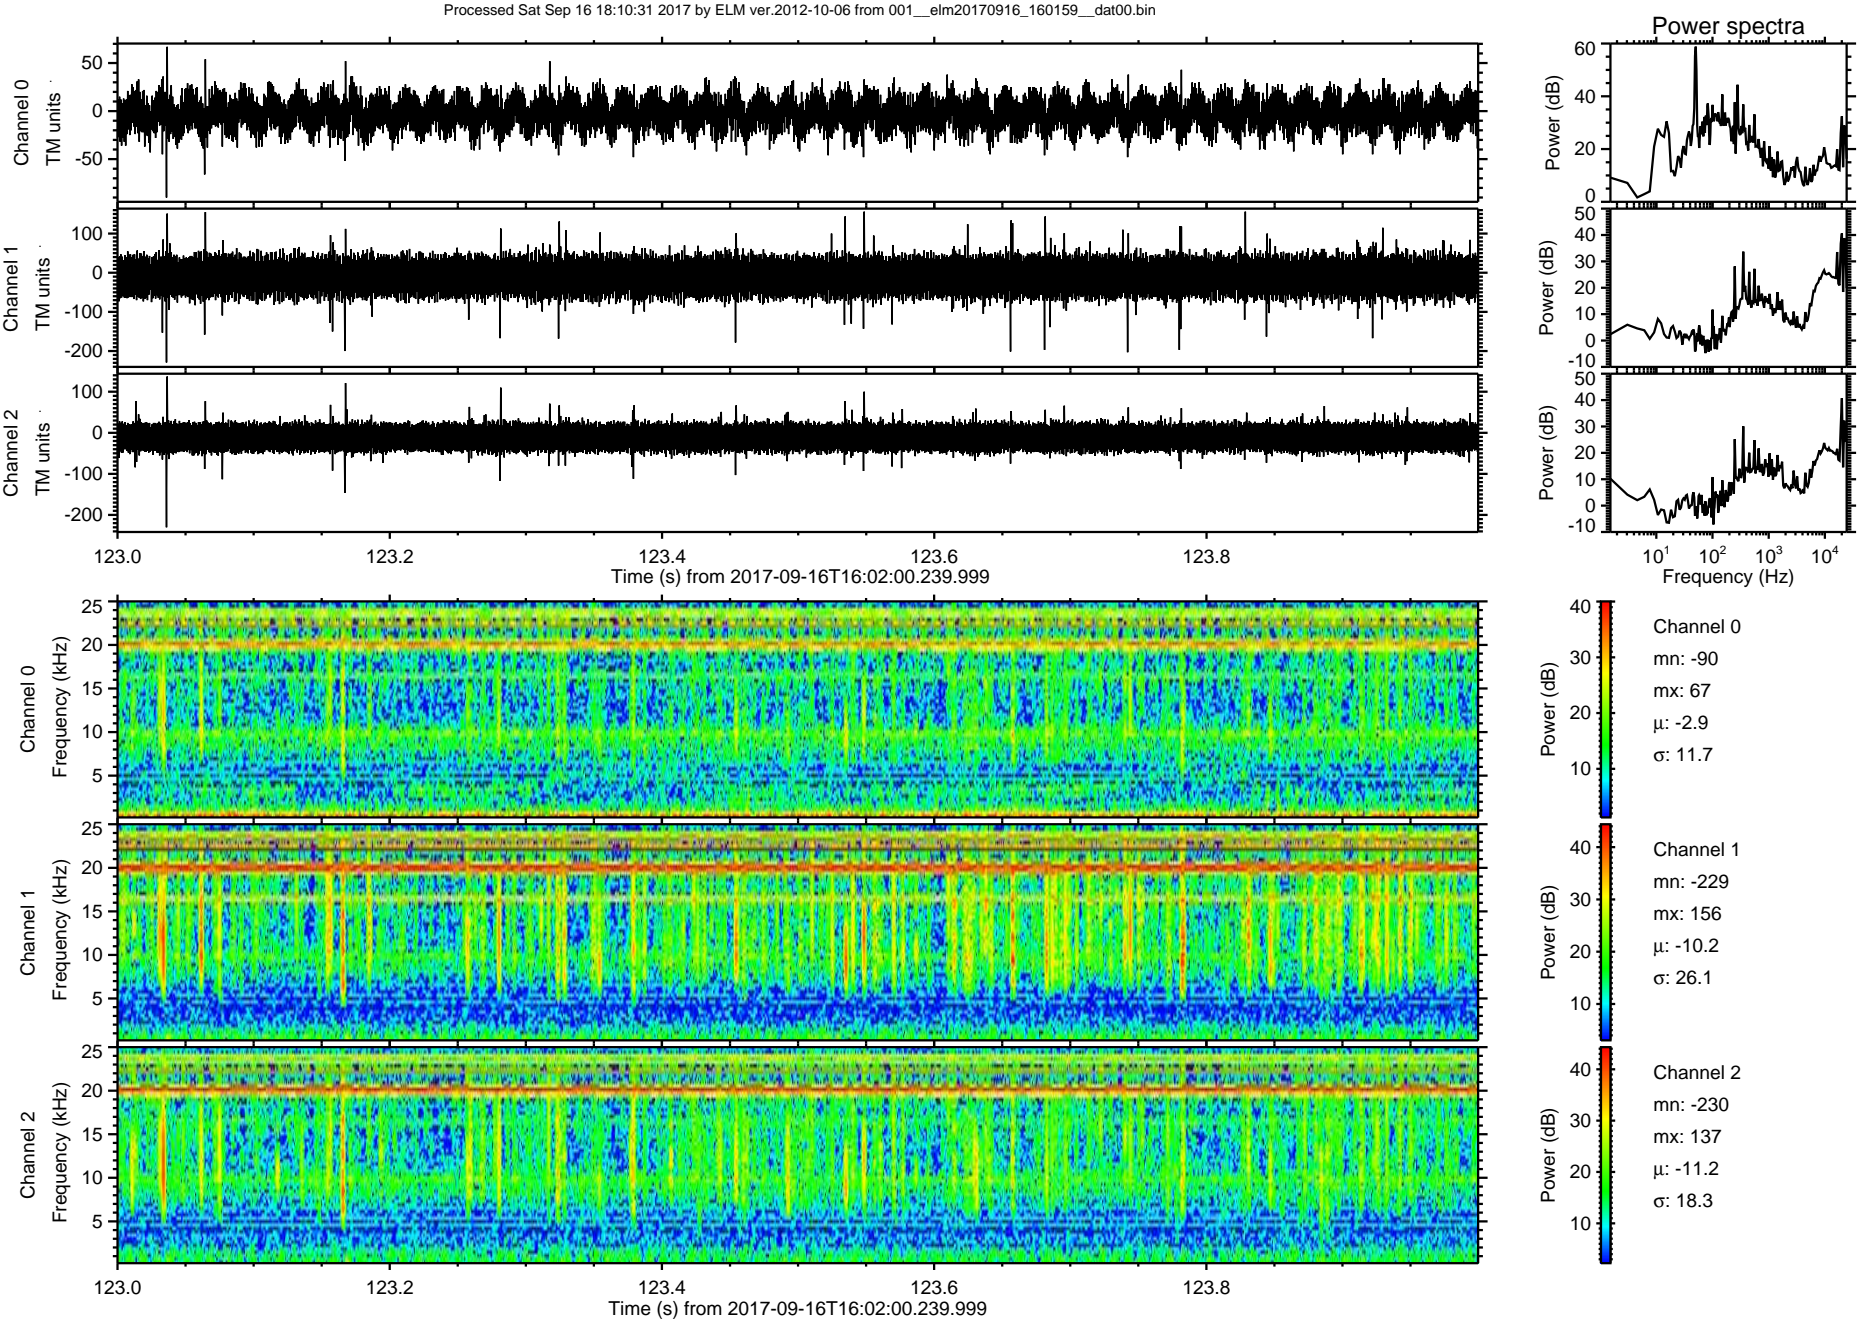 Processed Sat Sep 16 18:10:31 2017 by ELM ver.2012-10-06 from 001__elm20170916_160159__dat00.bin
Power spectra
Channel 0
TM units
50
0
-50
Power (dB)
60
40
20
0
Channel 1
TM units
100
0
-100
-200
Power (dB)
50
40
30
20
10
0
-10
Channel 2
TM units
100
0
-100
-200
Power (dB)
50
40
30
20
10
0
-10
123.0 123.2 123.4 123.6 123.8
Time (s) from 2017-09-16T16:02:00.239.999
10^1 10^2 10^3 10^4
Frequency (Hz)
Channel 0
Frequency (kHz)
25
20
15
10
5
Power (dB)
40
30
20
10
Channel 0
mn: -90
mx: 67
μ: -2.9
σ: 11.7
Channel 1
Frequency (kHz)
25
20
15
10
5
Power (dB)
40
30
20
10
Channel 1
mn: -229
mx: 156
μ: -10.2
σ: 26.1
Channel 2
Frequency (kHz)
25
20
15
10
5
Power (dB)
40
30
20
10
Channel 2
mn: -230
mx: 137
μ: -11.2
σ: 18.3
123.0 123.2 123.4 123.6 123.8
Time (s) from 2017-09-16T16:02:00.239.999